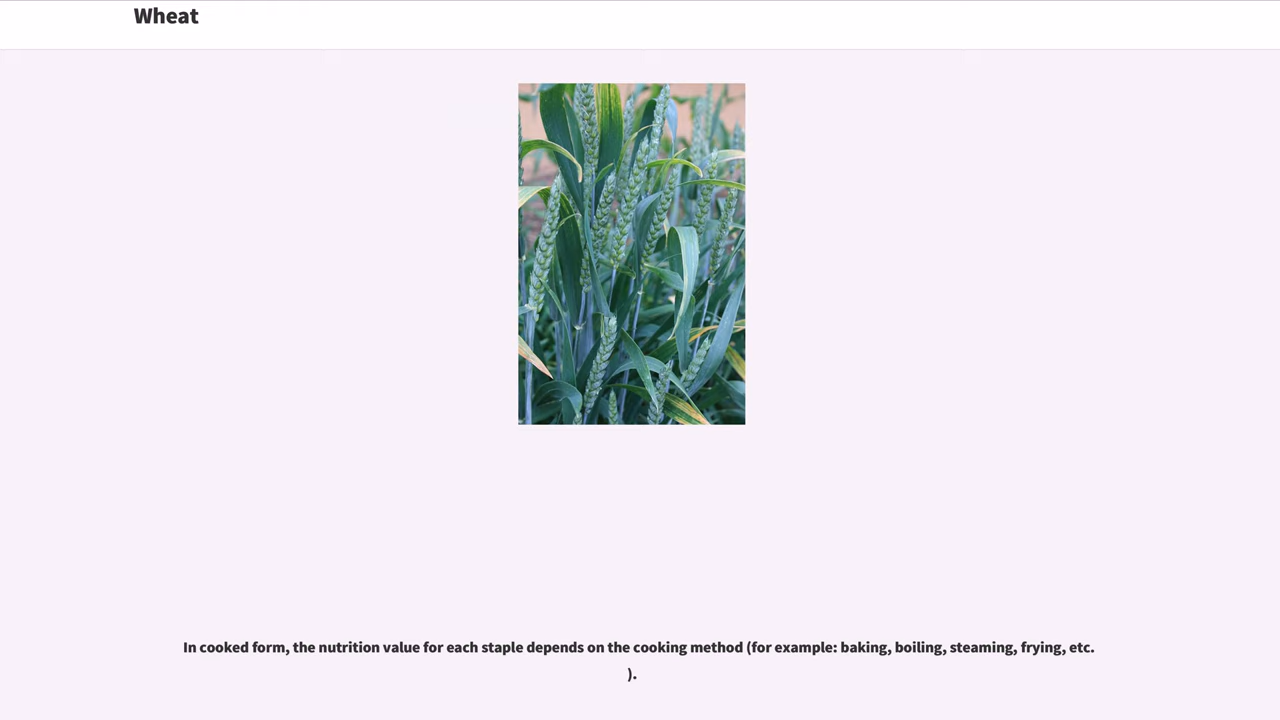 Wheat
In cooked form, the nutrition value for each staple depends on the cooking method (for example: baking, boiling, steaming, frying, etc.
).